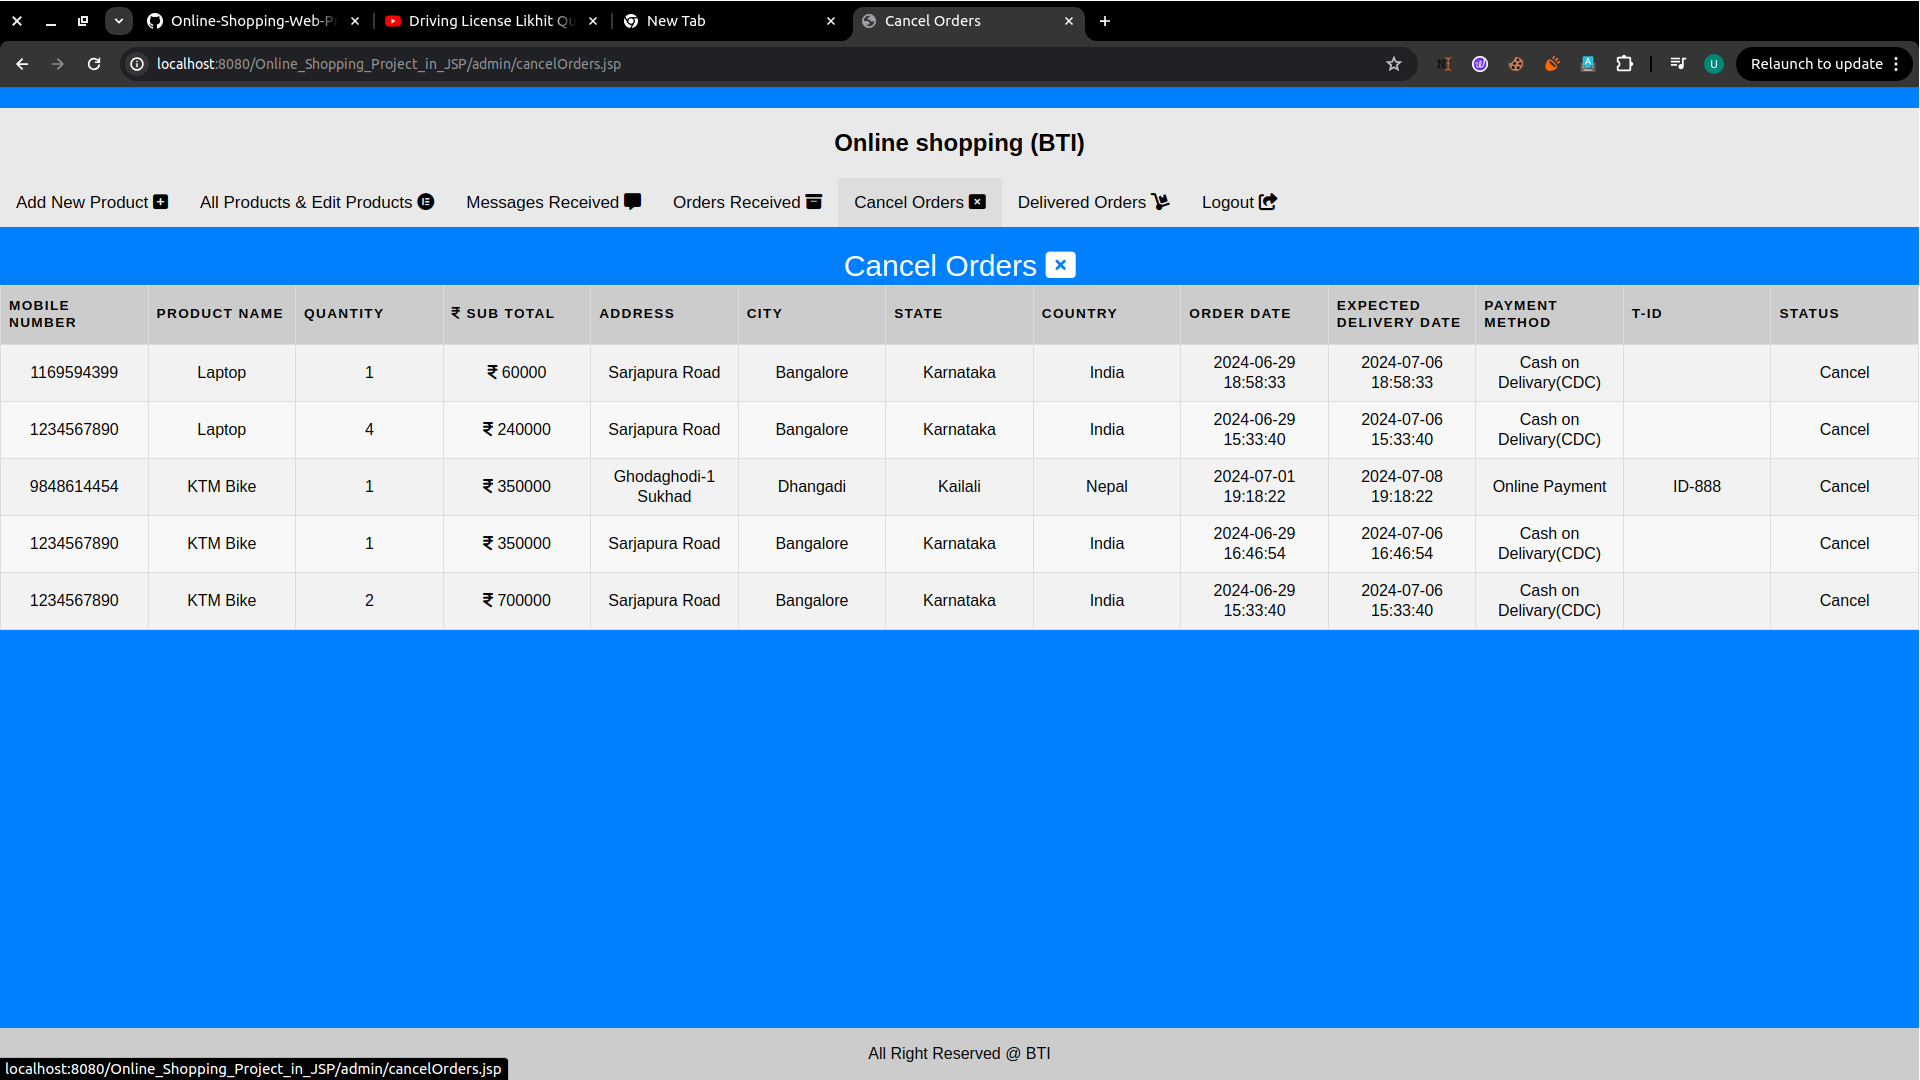 Online-Shopping-Web-Pr
Driving License Likhit Qu
New Tab
Cancel Orders
localhost:8080/Online_Shopping_Project_in_JSP/admin/cancelOrders.jsp
U
Relaunch to update
Online shopping (BTI)
Add New Product
All Products & Edit Products
Messages Received
Orders Received
Cancel Orders
Delivered Orders
Logout
Cancel Orders
MOBILE NUMBER PRODUCT NAME QUANTITY ₹ SUB TOTAL ADDRESS CITY STATE COUNTRY ORDER DATE EXPECTED DELIVERY DATE PAYMENT METHOD T-ID STATUS
1169594399 Laptop 1 ₹ 60000 Sarjapura Road Bangalore Karnataka India 2024-06-29 18:58:33 2024-07-06 18:58:33 Cash on Delivary(CDC) Cancel
1234567890 Laptop 4 ₹ 240000 Sarjapura Road Bangalore Karnataka India 2024-06-29 15:33:40 2024-07-06 15:33:40 Cash on Delivary(CDC) Cancel
9848614454 KTM Bike 1 ₹ 350000 Ghodaghodi-1 Sukhad Dhangadi Kailali Nepal 2024-07-01 19:18:22 2024-07-08 19:18:22 Online Payment ID-888 Cancel
1234567890 KTM Bike 1 ₹ 350000 Sarjapura Road Bangalore Karnataka India 2024-06-29 16:46:54 2024-07-06 16:46:54 Cash on Delivary(CDC) Cancel
1234567890 KTM Bike 2 ₹ 700000 Sarjapura Road Bangalore Karnataka India 2024-06-29 15:33:40 2024-07-06 15:33:40 Cash on Delivary(CDC) Cancel
All Right Reserved @ BTI
localhost:8080/Online_Shopping_Project_in_JSP/admin/cancelOrders.jsp